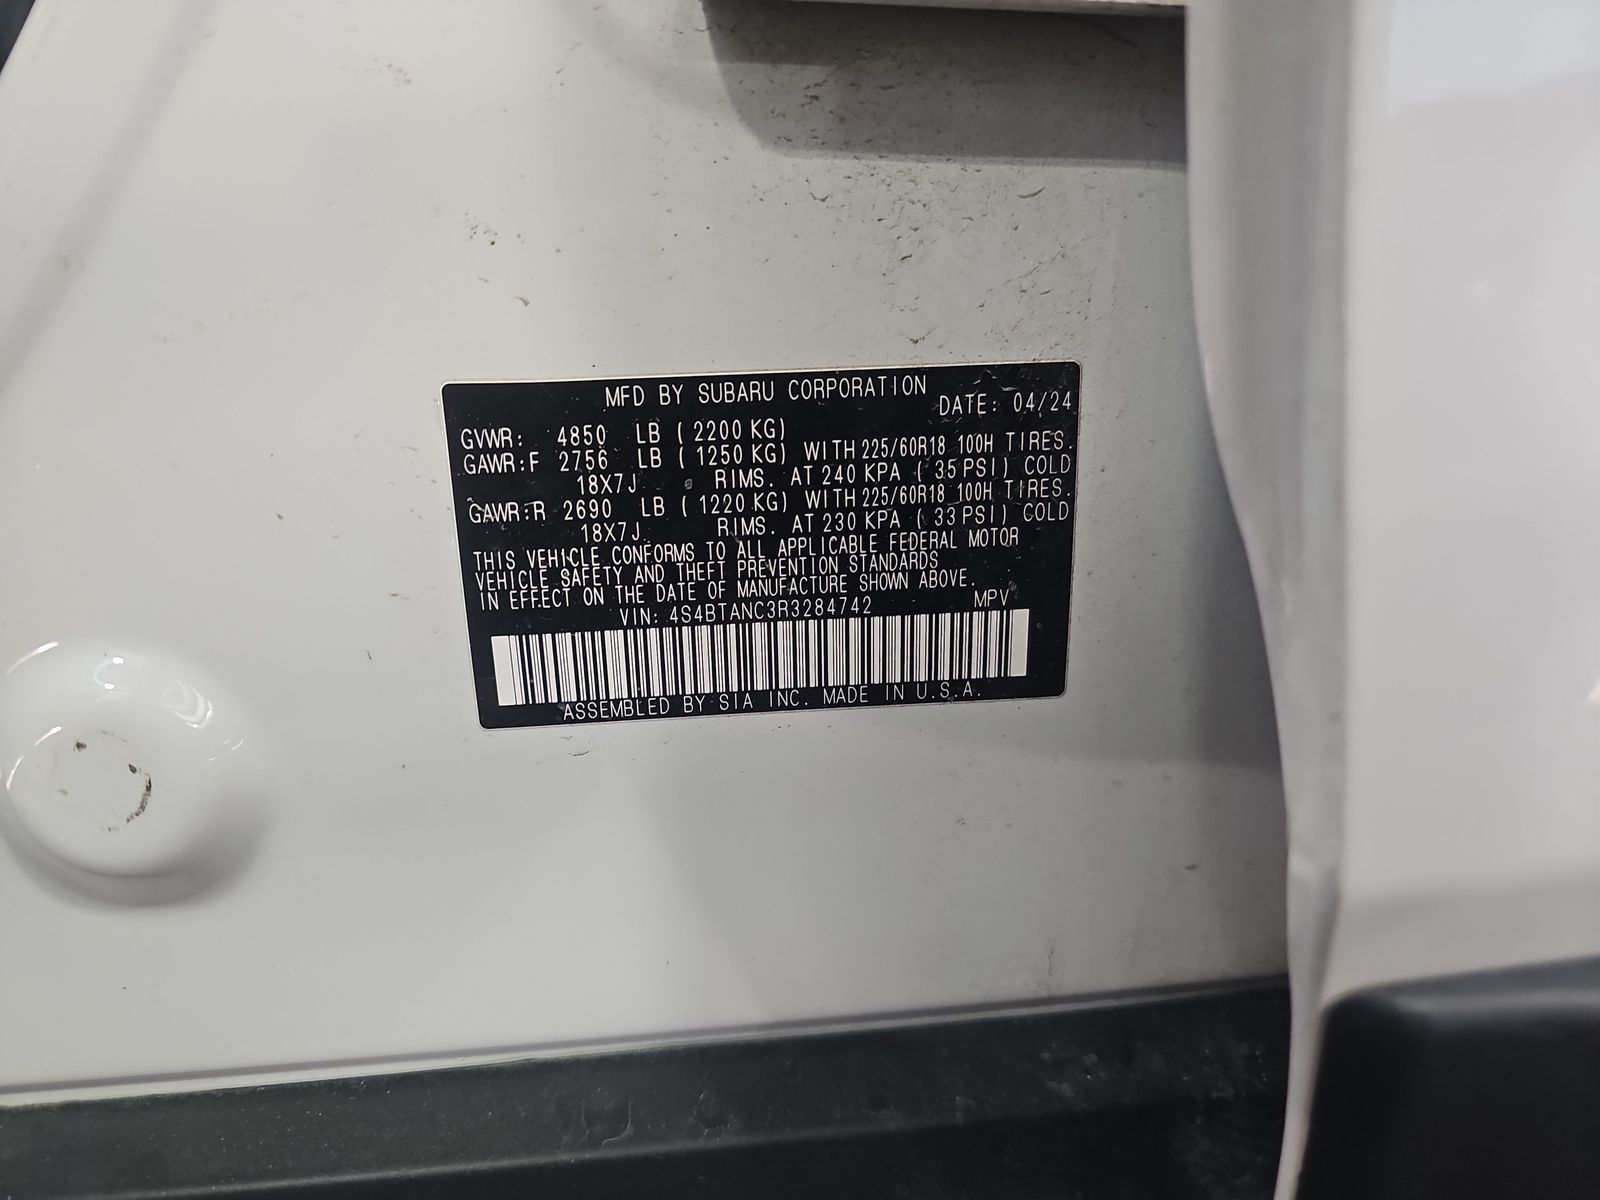 MFD BY SUBARU CORPORATION
DATE: 04/24
GVWR: 4850 LB (2200 KG)
GAWR:F 2756 LB (1250 KG) WITH 225/60R18 100H TIRES.
18X7J RIMS. AT 240 KPA (35 PSI) COLD
GAWR:R 2690 LB (1220 KG) WITH 225/60R18 100H TIRES.
18X7J RIMS. AT 230 KPA (33 PSI) COLD
THIS VEHICLE CONFORMS TO ALL APPLICABLE FEDERAL MOTOR
VEHICLE SAFETY AND THEFT PREVENTION STANDARDS
IN EFFECT ON THE DATE OF MANUFACTURE SHOWN ABOVE.
VIN: 4S4BTANC3R3284742 MPV
ASSEMBLED BY SIA INC. MADE IN U.S.A.